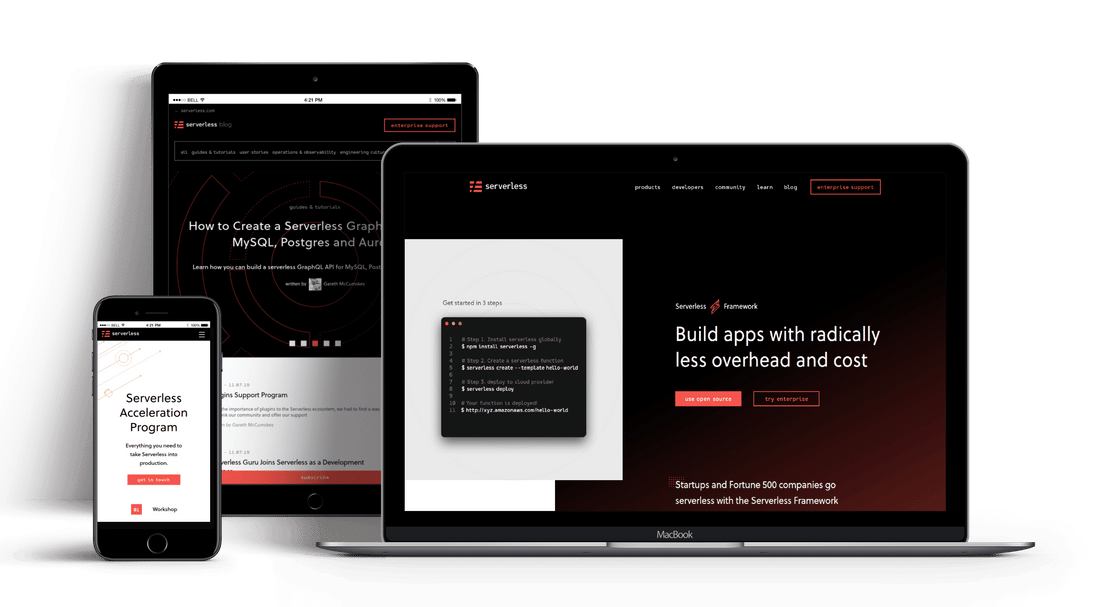 BELL
4:21 PM
100%
← serverless.com
serverless blog
enterprise support
all guides & tutorials user stories operations & observability engineering
guides & tutorials
How to Create a Serverless
MySQL, Postgres and
Learn how you can build a serverless GraphQL API for MySQL,
written by Gareth McCumskey
11.07.19
Support Program
the importance of plugins to the Serverless ecosystem, we had to find a way
our community and offer our support
Gareth McCumskey
11.07.19
Guru Joins Serverless as a Development
Subscribe
BELL
4:21 PM
100%
serverless
Serverless
Acceleration
Program
Everything you need to
take Serverless into
production.
get in touch
01 Workshop
serverless
products developers community learn blog enterprise support
Get started in 3 steps
1 # Step 1. Install serverless globally
2 $ npm install serverless -g
3
4 # Step 2. Create a serverless function
5 $ serverless create --template hello-world
6
7 # Step 3. deploy to cloud provider
8 $ serverless deploy
9
10 # Your function is deployed!
11 $ http://xyz.amazonaws.com/hello-world
Serverless Framework
Build apps with radically
less overhead and cost
use open source
try enterprise
Startups and Fortune 500 companies go
serverless with the Serverless Framework
MacBook